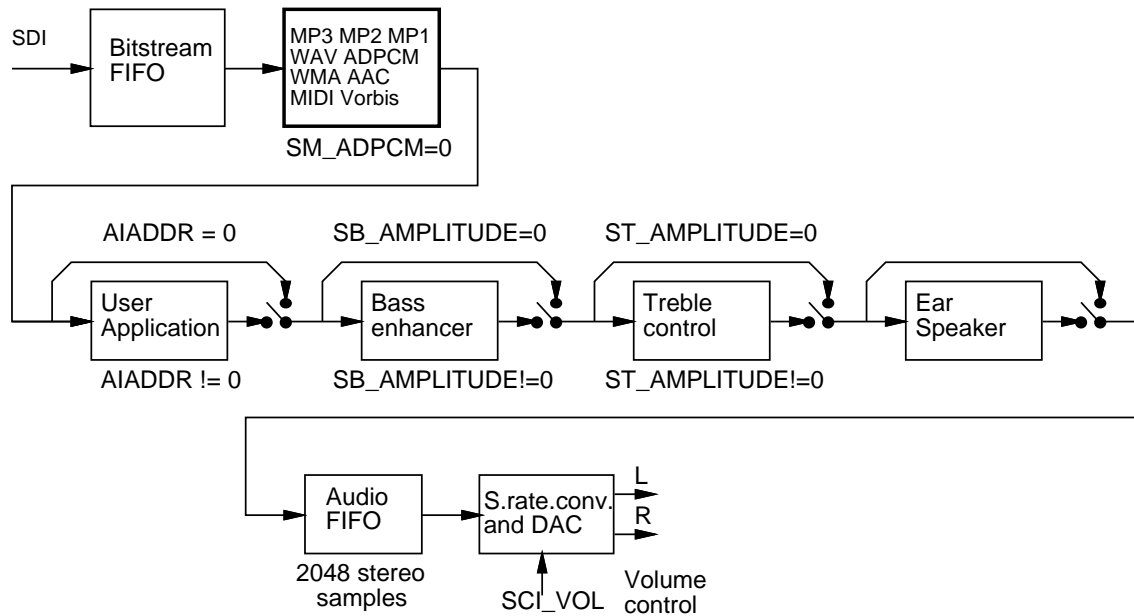 SDI
Bitstream
FIFO
MP3 MP2 MP1
WAV ADPCM
WMA AAC
MIDI Vorbis
SM_ADPCM=0
AIADDR = 0
SB_AMPLITUDE=0
ST_AMPLITUDE=0
User
Application
Bass
enhancer
Treble
control
Ear
Speaker
AIADDR != 0
SB_AMPLITUDE!=0
ST_AMPLITUDE!=0
Audio
FIFO
S.rate.conv.
and DAC
L
R
2048 stereo
samples
SCI_VOL
Volume
control